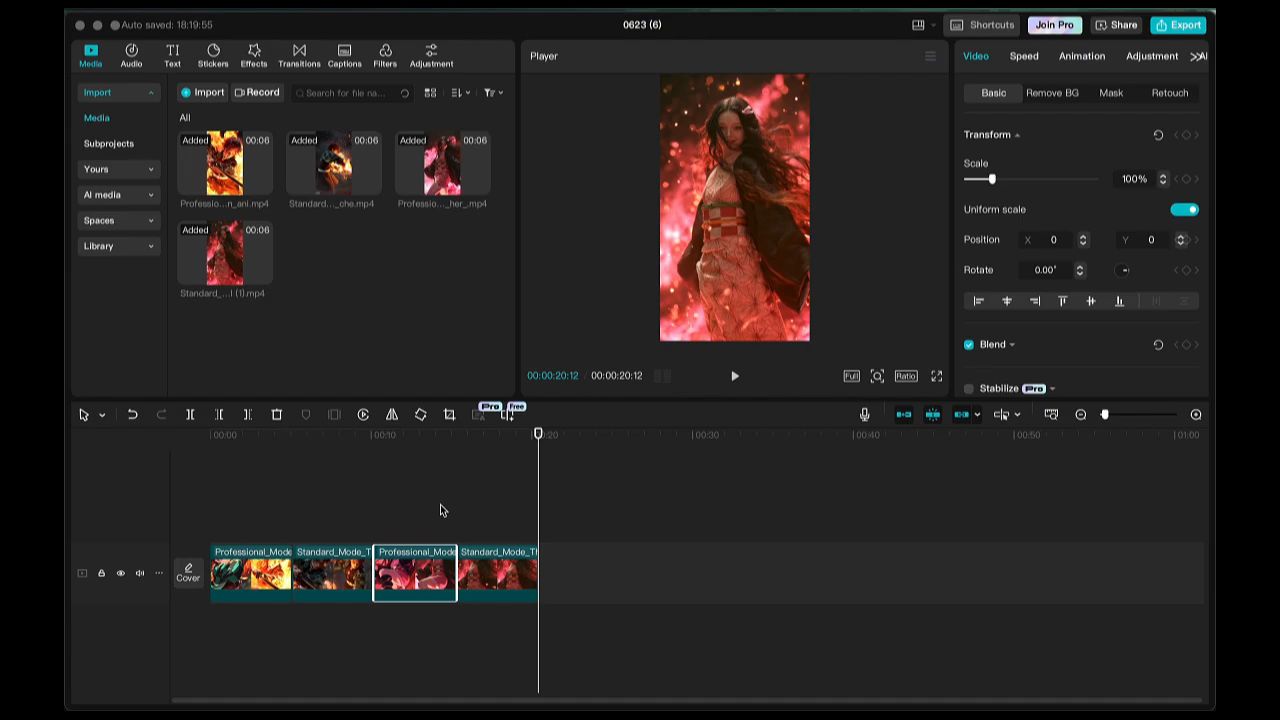 Auto saved: 18:19:55
0623 (6)
Shortcuts
Join Pro
Share
Export
Media
Audio
Text
Stickers
Effects
Transitions
Captions
Filters
Adjustment
Import
Media
Subprojects
Yours
AI media
Spaces
Library
Import
Record
Search for file na...
All
Added 00:06
Added 00:06
Added 00:06
Professio...n_ani.mp4
Standard..._che.mp4
Professio..._her_.mp4
Added 00:06
Standard_...l (1).mp4
Player
00:00:20:12 / 00:00:20:12
Full
Ratio
Video
Speed
Animation
Adjustment
AI
Basic
Remove BG
Mask
Retouch
Transform
Scale
100%
Uniform scale
Position
X 0
Y 0
Rotate
0.00°
Blend
Stabilize Pro
Pro
Free
00:00
00:10
00:20
00:30
00:40
00:50
01:00
Cover
Professional_Mode
Standard_Mode_T
Professional_Mode
Standard_Mode_Th